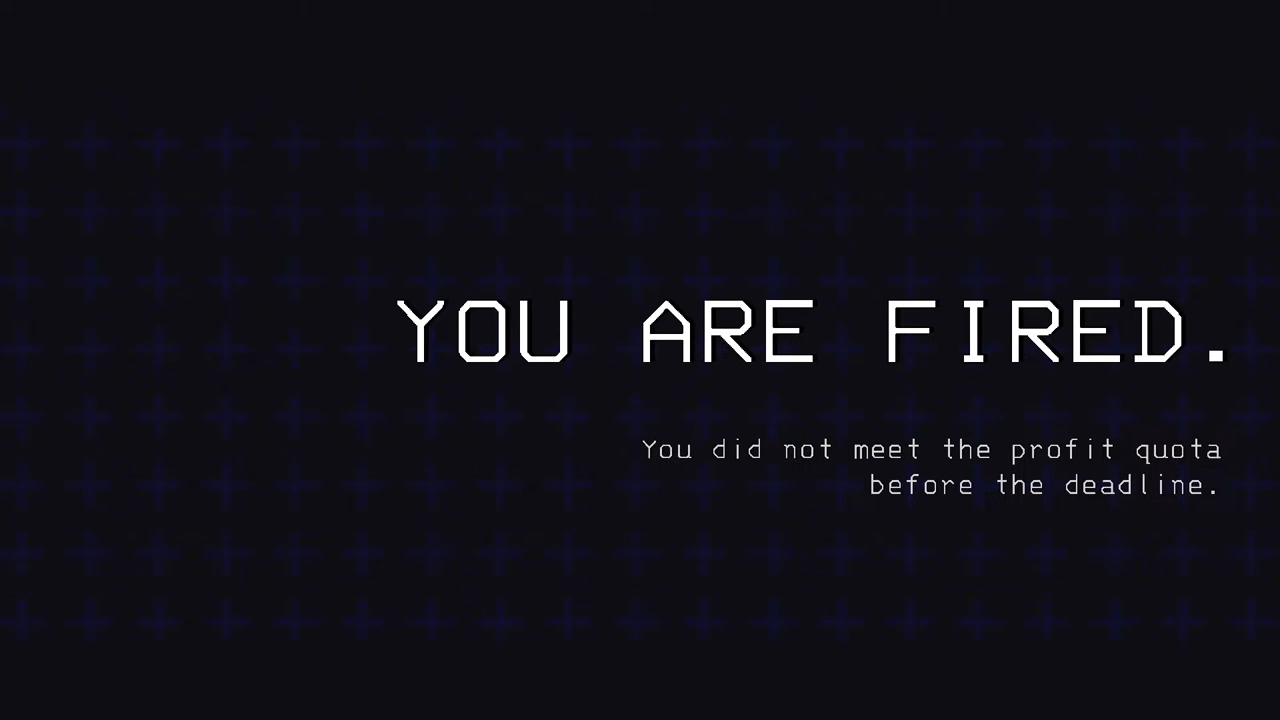 YOU ARE FIRED.
You did not meet the profit quota
before the deadline.